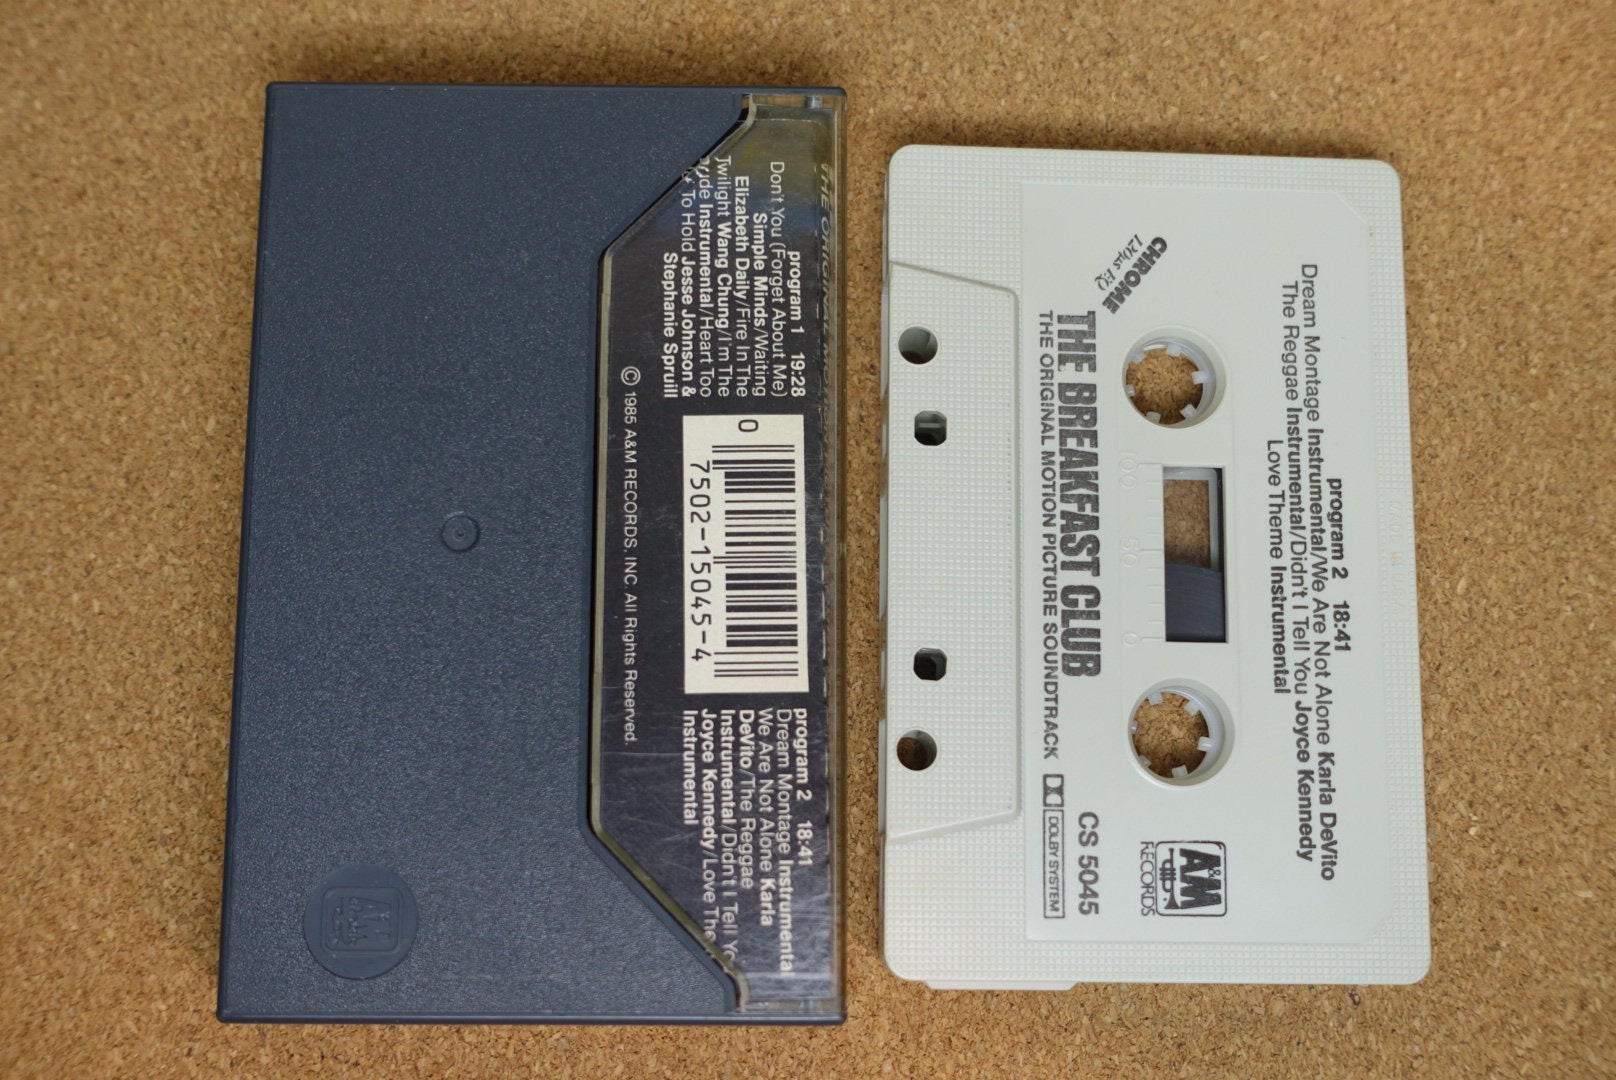 THE ORIGINAL
program 1 19:28
Don't You (Forget About Me)
Simple Minds/Waiting
Elizabeth Daily/Fire In The
Twilight Wang Chung/I'm The
Dude Instrumental/Heart Too
To Hold Jesse Johnson &
Stephanie Spruill
0
7502-15045-4
program 2 18:41
Dream Montage Instrumental
We Are Not Alone Karla
DeVito/The Reggae
Instrumental/Didn't I Tell Yo
Joyce Kennedy/Love The
Instrumental
© 1985 A&M RECORDS, INC. All Rights Reserved.
A&M
program 2 18:41
Dream Montage Instrumental/We Are Not Alone Karla DeVito
The Reggae Instrumental/Didn't I Tell You Joyce Kennedy
Love Theme Instrumental
A&M
RECORDS
100 50 0
CHROME
120µs EQ
THE BREAKFAST CLUB
THE ORIGINAL MOTION PICTURE SOUNDTRACK
CS 5045
DOLBY SYSTEM